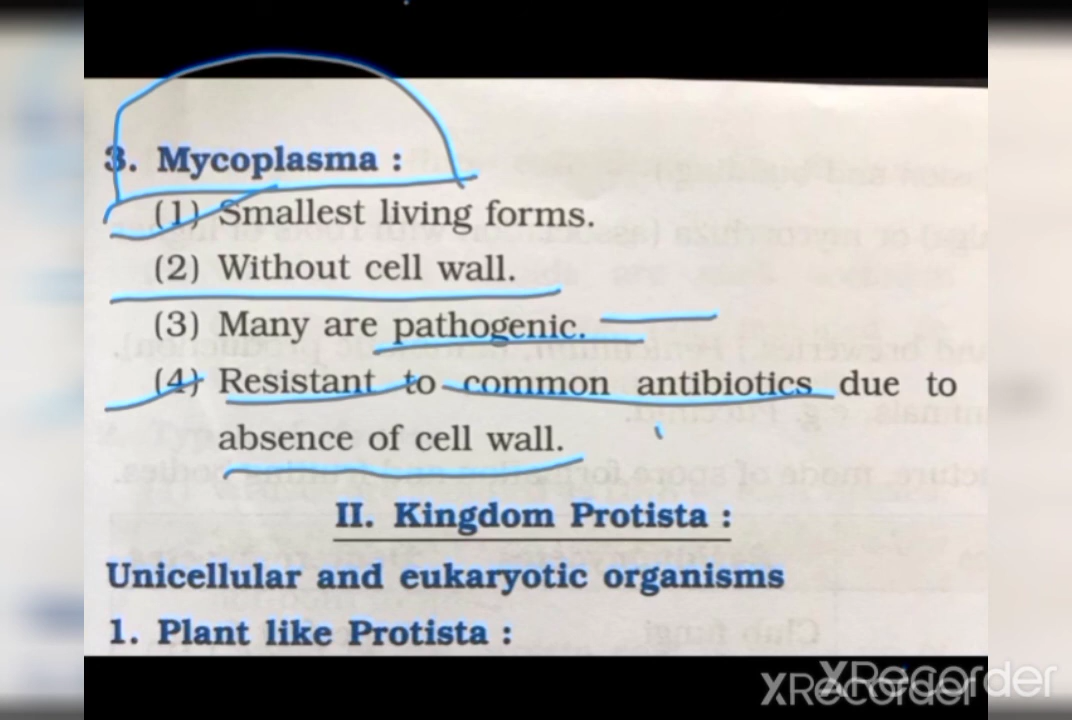 3. Mycoplasma :
(1) Smallest living forms.
(2) Without cell wall.
(3) Many are pathogenic.
(4) Resistant to common antibiotics due to
absence of cell wall.
II. Kingdom Protista :
Unicellular and eukaryotic organisms
1. Plant like Protista :
XRecorder
XRecorder